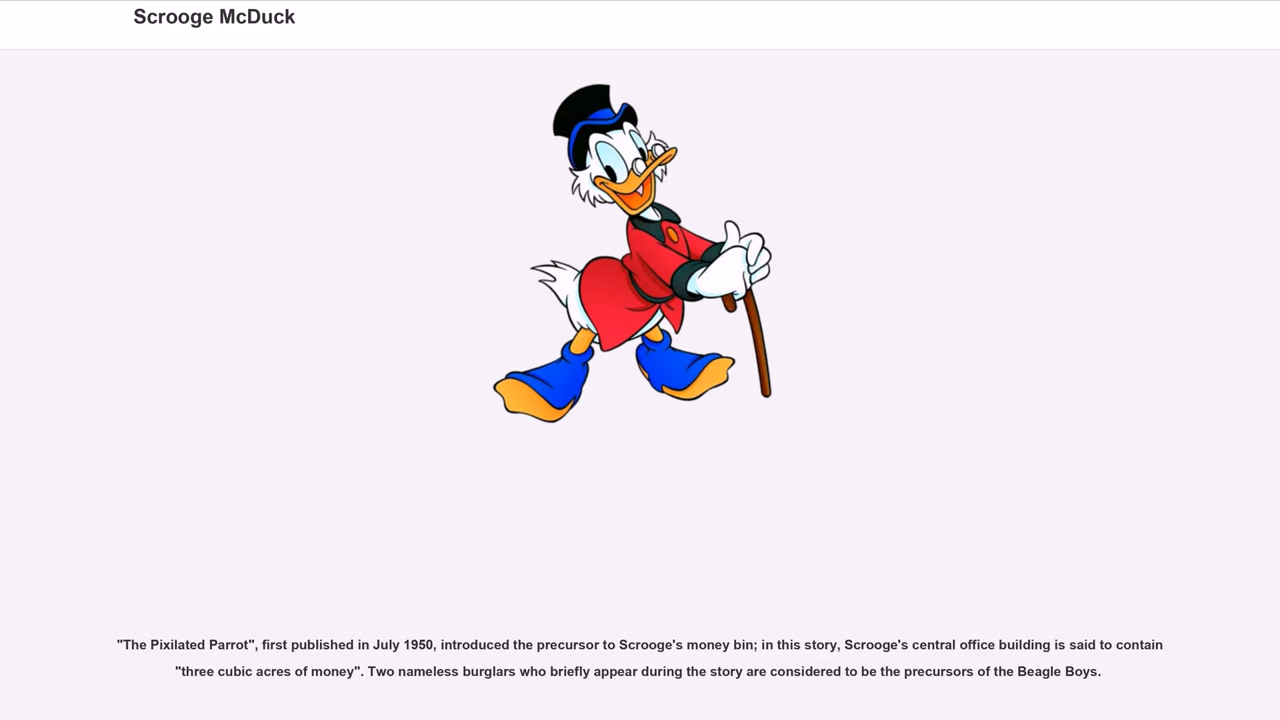 Scrooge McDuck
"The Pixilated Parrot", first published in July 1950, introduced the precursor to Scrooge's money bin; in this story, Scrooge's central office building is said to contain
"three cubic acres of money". Two nameless burglars who briefly appear during the story are considered to be the precursors of the Beagle Boys.